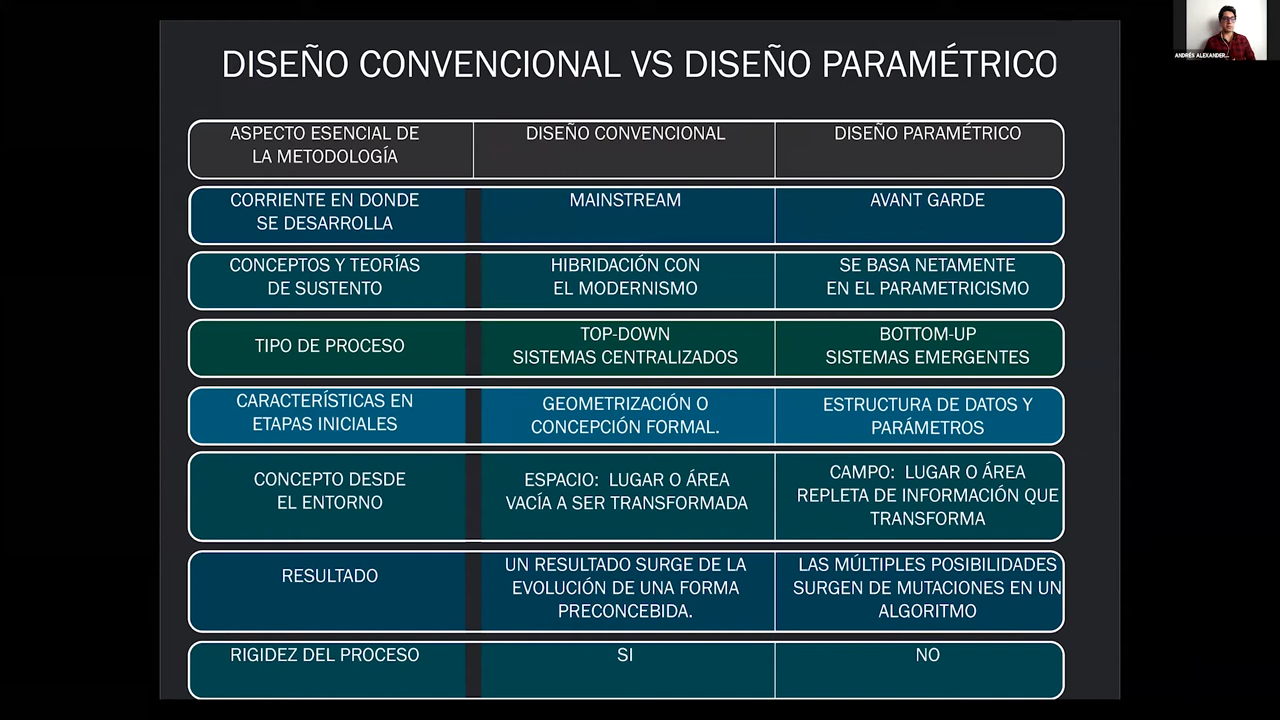 DISEÑO CONVENCIONAL VS DISEÑO PARAMÉTRICO
ANDRÉS ALEXANDER...
ASPECTO ESENCIAL DE
LA METODOLOGÍA
DISEÑO CONVENCIONAL
DISEÑO PARAMÉTRICO
CORRIENTE EN DONDE
SE DESARROLLA
MAINSTREAM
AVANT GARDE
CONCEPTOS Y TEORÍAS
DE SUSTENTO
HIBRIDACIÓN CON
EL MODERNISMO
SE BASA NETAMENTE
EN EL PARAMETRICISMO
TIPO DE PROCESO
TOP-DOWN
SISTEMAS CENTRALIZADOS
BOTTOM-UP
SISTEMAS EMERGENTES
CARACTERÍSTICAS EN
ETAPAS INICIALES
GEOMETRIZACIÓN O
CONCEPCIÓN FORMAL.
ESTRUCTURA DE DATOS Y
PARÁMETROS
CONCEPTO DESDE
EL ENTORNO
ESPACIO:  LUGAR O ÁREA
VACÍA A SER TRANSFORMADA
CAMPO:  LUGAR O ÁREA
REPLETA DE INFORMACIÓN QUE
TRANSFORMA
RESULTADO
UN RESULTADO SURGE DE LA
EVOLUCIÓN DE UNA FORMA
PRECONCEBIDA.
LAS MÚLTIPLES POSIBILIDADES
SURGEN DE MUTACIONES EN UN
ALGORITMO
RIGIDEZ DEL PROCESO
SI
NO